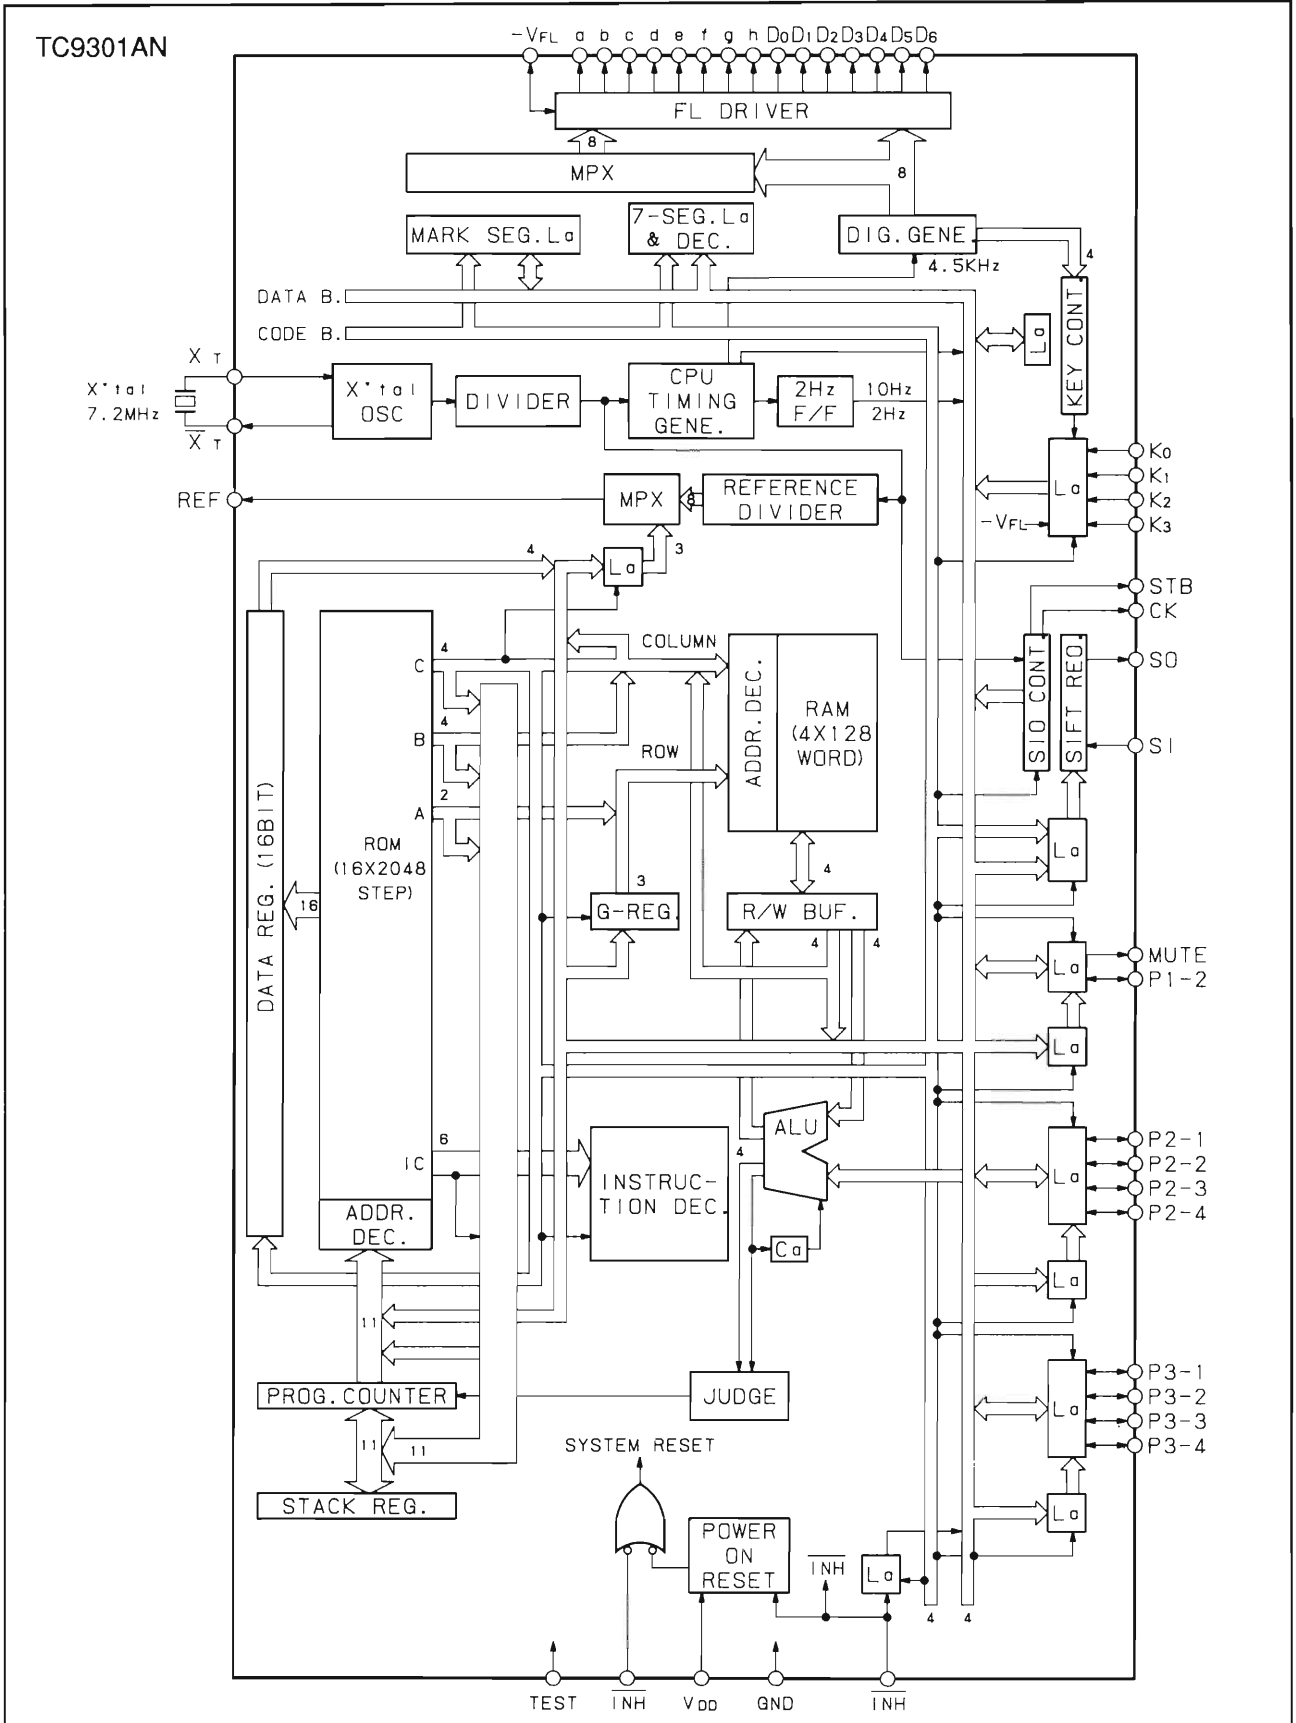 TC9301AN
-VFL a b c d e f g h D0 D1 D2 D3 D4 D5 D6
FL DRIVER
8
MPX
8
MARK SEG.La
7-SEG.La
& DEC.
DIG.GENE.
4.5KHz
4
DATA B.
CODE B.
La
KEY CONT
XT
X'tal
7.2MHz
X̅T
X'tal
OSC
DIVIDER
CPU
TIMING
GENE.
2Hz
F/F
10Hz
2Hz
La
K0
K1
K2
K3
-VFL
REF
MPX
8
REFERENCE
DIVIDER
4
La
3
STB
CK
SO
SI
SIO CONT
SIFT REO
DATA REG. (16BIT)
16
ROM
(16X2048
STEP)
C
4
B
4
A
2
IC
6
ADDR.
DEC.
COLUMN
ROW
ADDR.DEC.
RAM
(4X128
WORD)
4
3
G-REG.
R/W BUF.
4
4
La
La
MUTE
P1-2
La
ALU
4
INSTRUC-
TION DEC.
Ca
La
P2-1
P2-2
P2-3
P2-4
La
11
PROG.COUNTER
11
11
STACK REG.
JUDGE
La
P3-1
P3-2
P3-3
P3-4
La
SYSTEM RESET
POWER
ON
RESET
I̅N̅H̅
La
4
4
TEST
I̅N̅H̅
VDD
GND
I̅N̅H̅